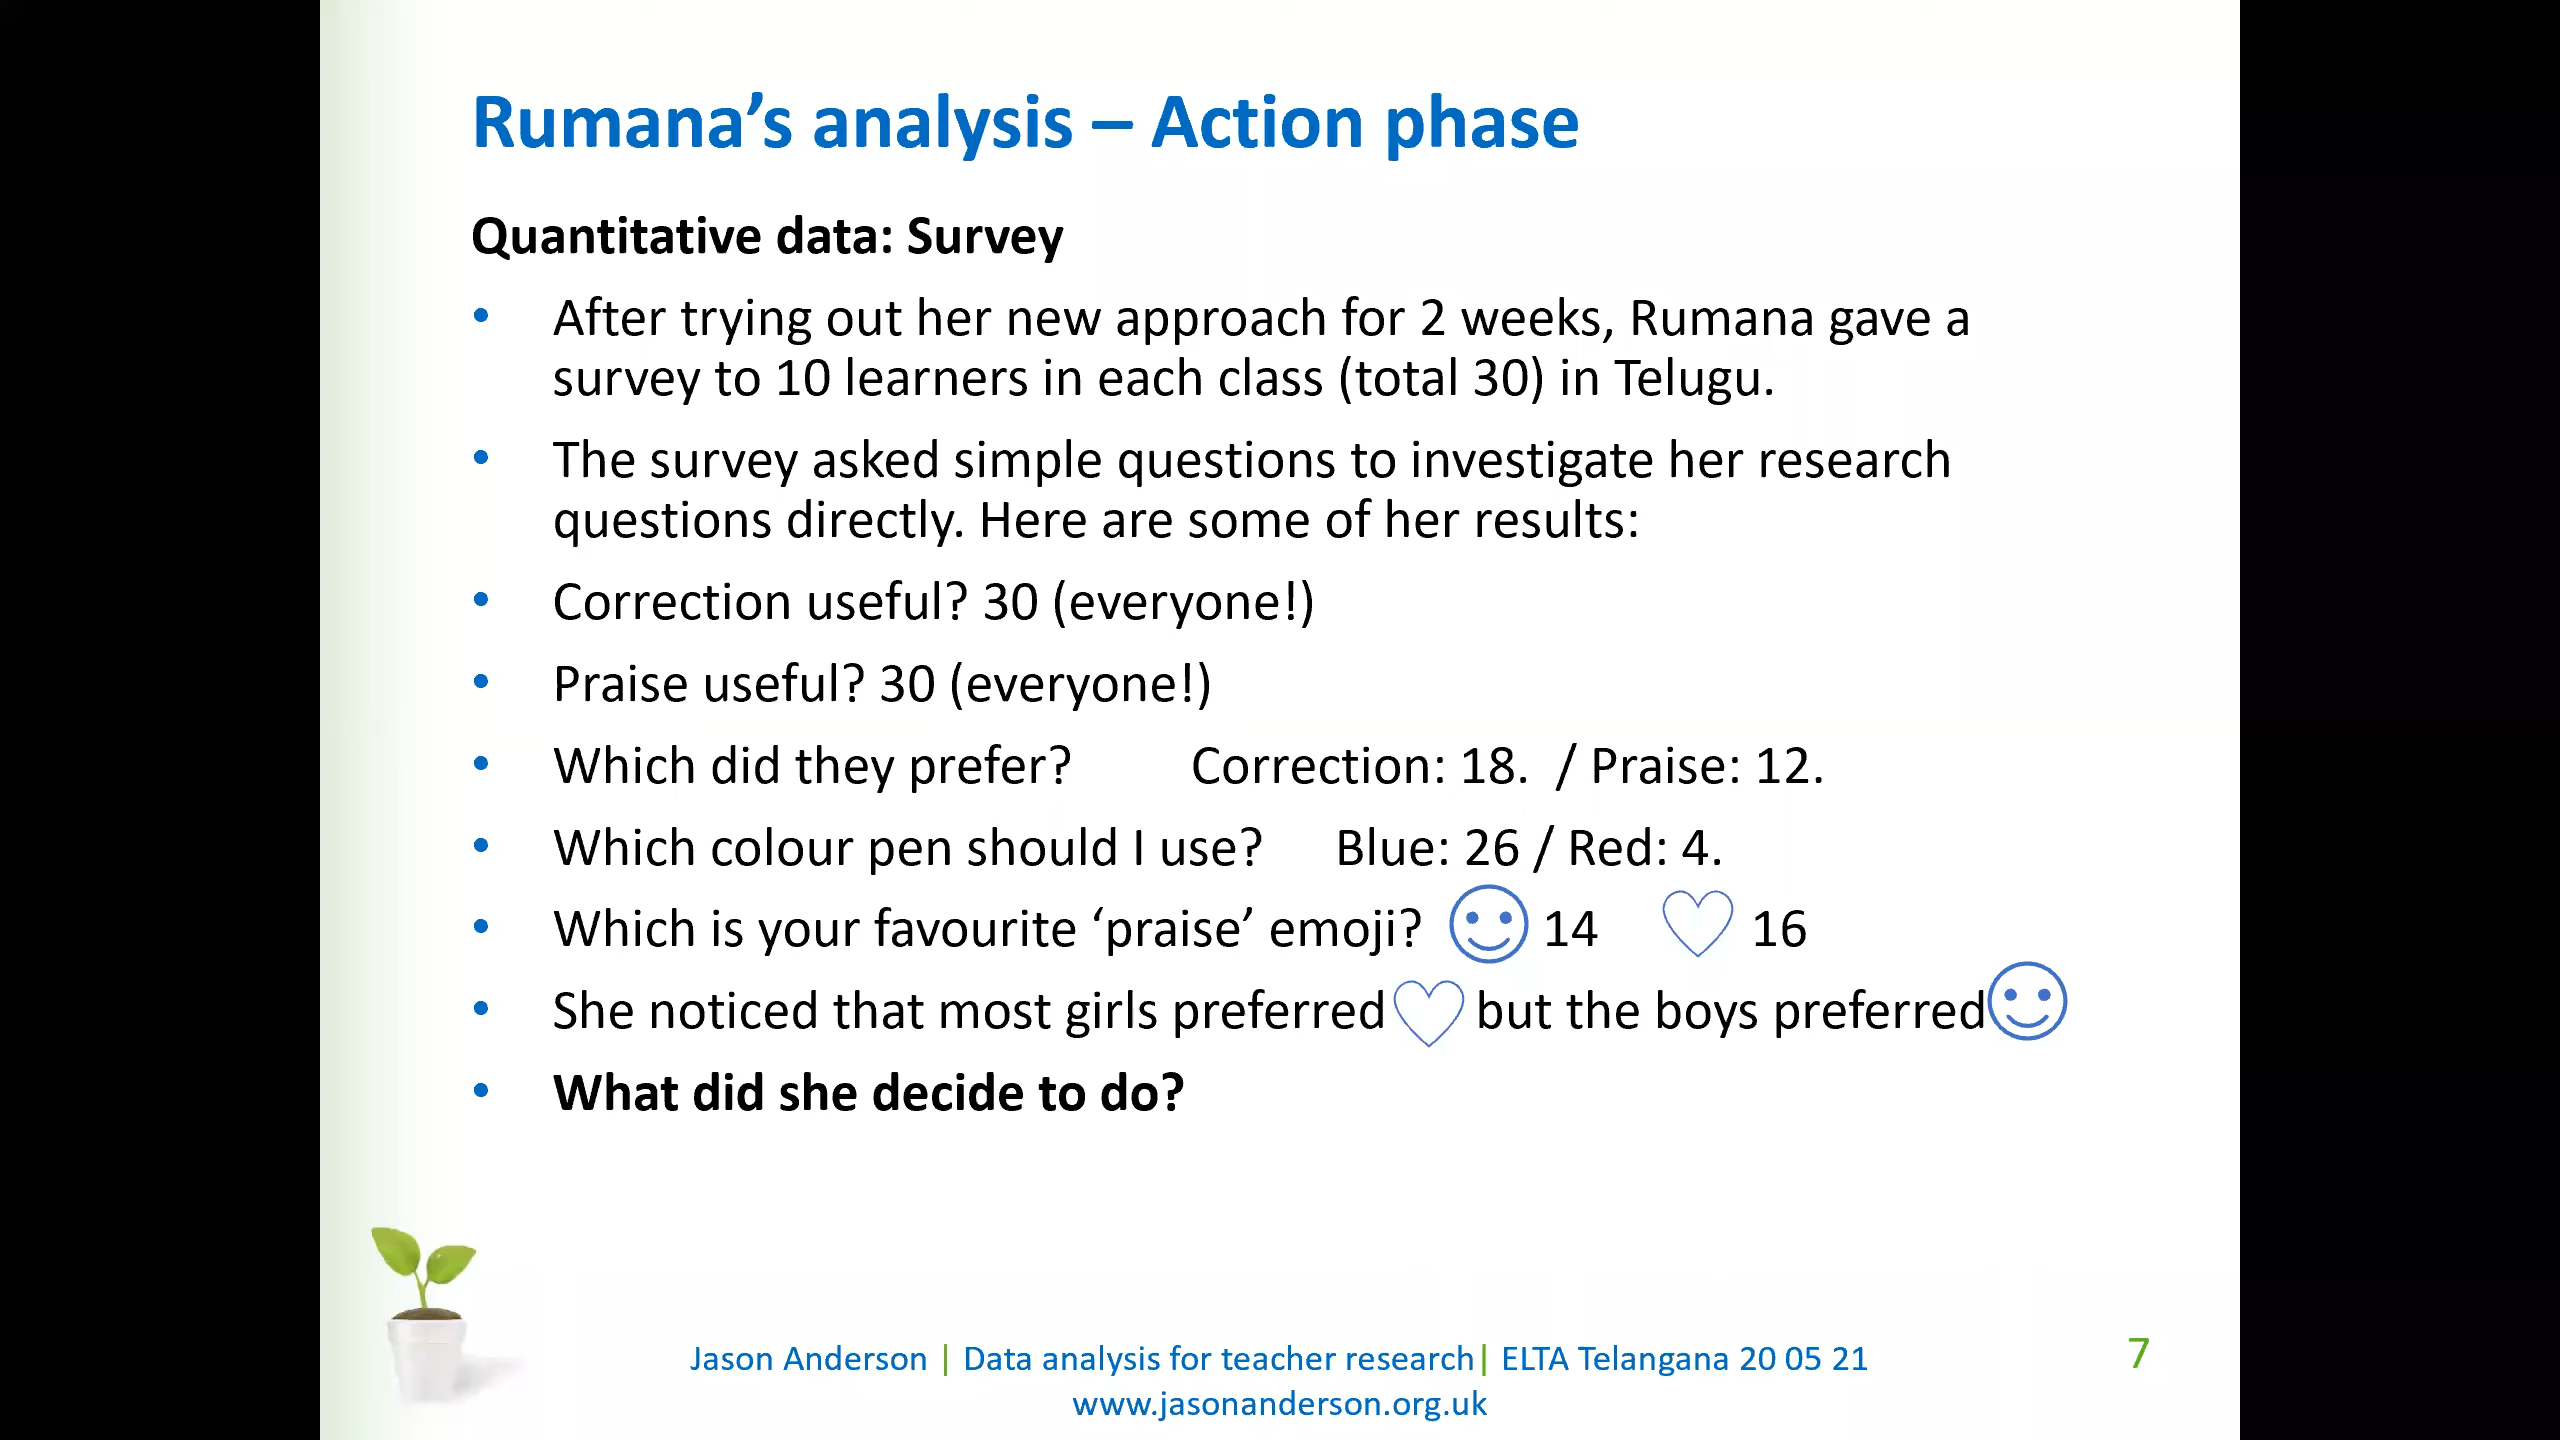 Rumana’s analysis – Action phase
Quantitative data: Survey
• After trying out her new approach for 2 weeks, Rumana gave a
survey to 10 learners in each class (total 30) in Telugu.
• The survey asked simple questions to investigate her research
questions directly. Here are some of her results:
• Correction useful? 30 (everyone!)
• Praise useful? 30 (everyone!)
• Which did they prefer? Correction: 18. / Praise: 12.
• Which colour pen should I use? Blue: 26 / Red: 4.
• Which is your favourite ‘praise’ emoji? 14 16
• She noticed that most girls preferred but the boys preferred
• What did she decide to do?
Jason Anderson | Data analysis for teacher research| ELTA Telangana 20 05 21
www.jasonanderson.org.uk
7